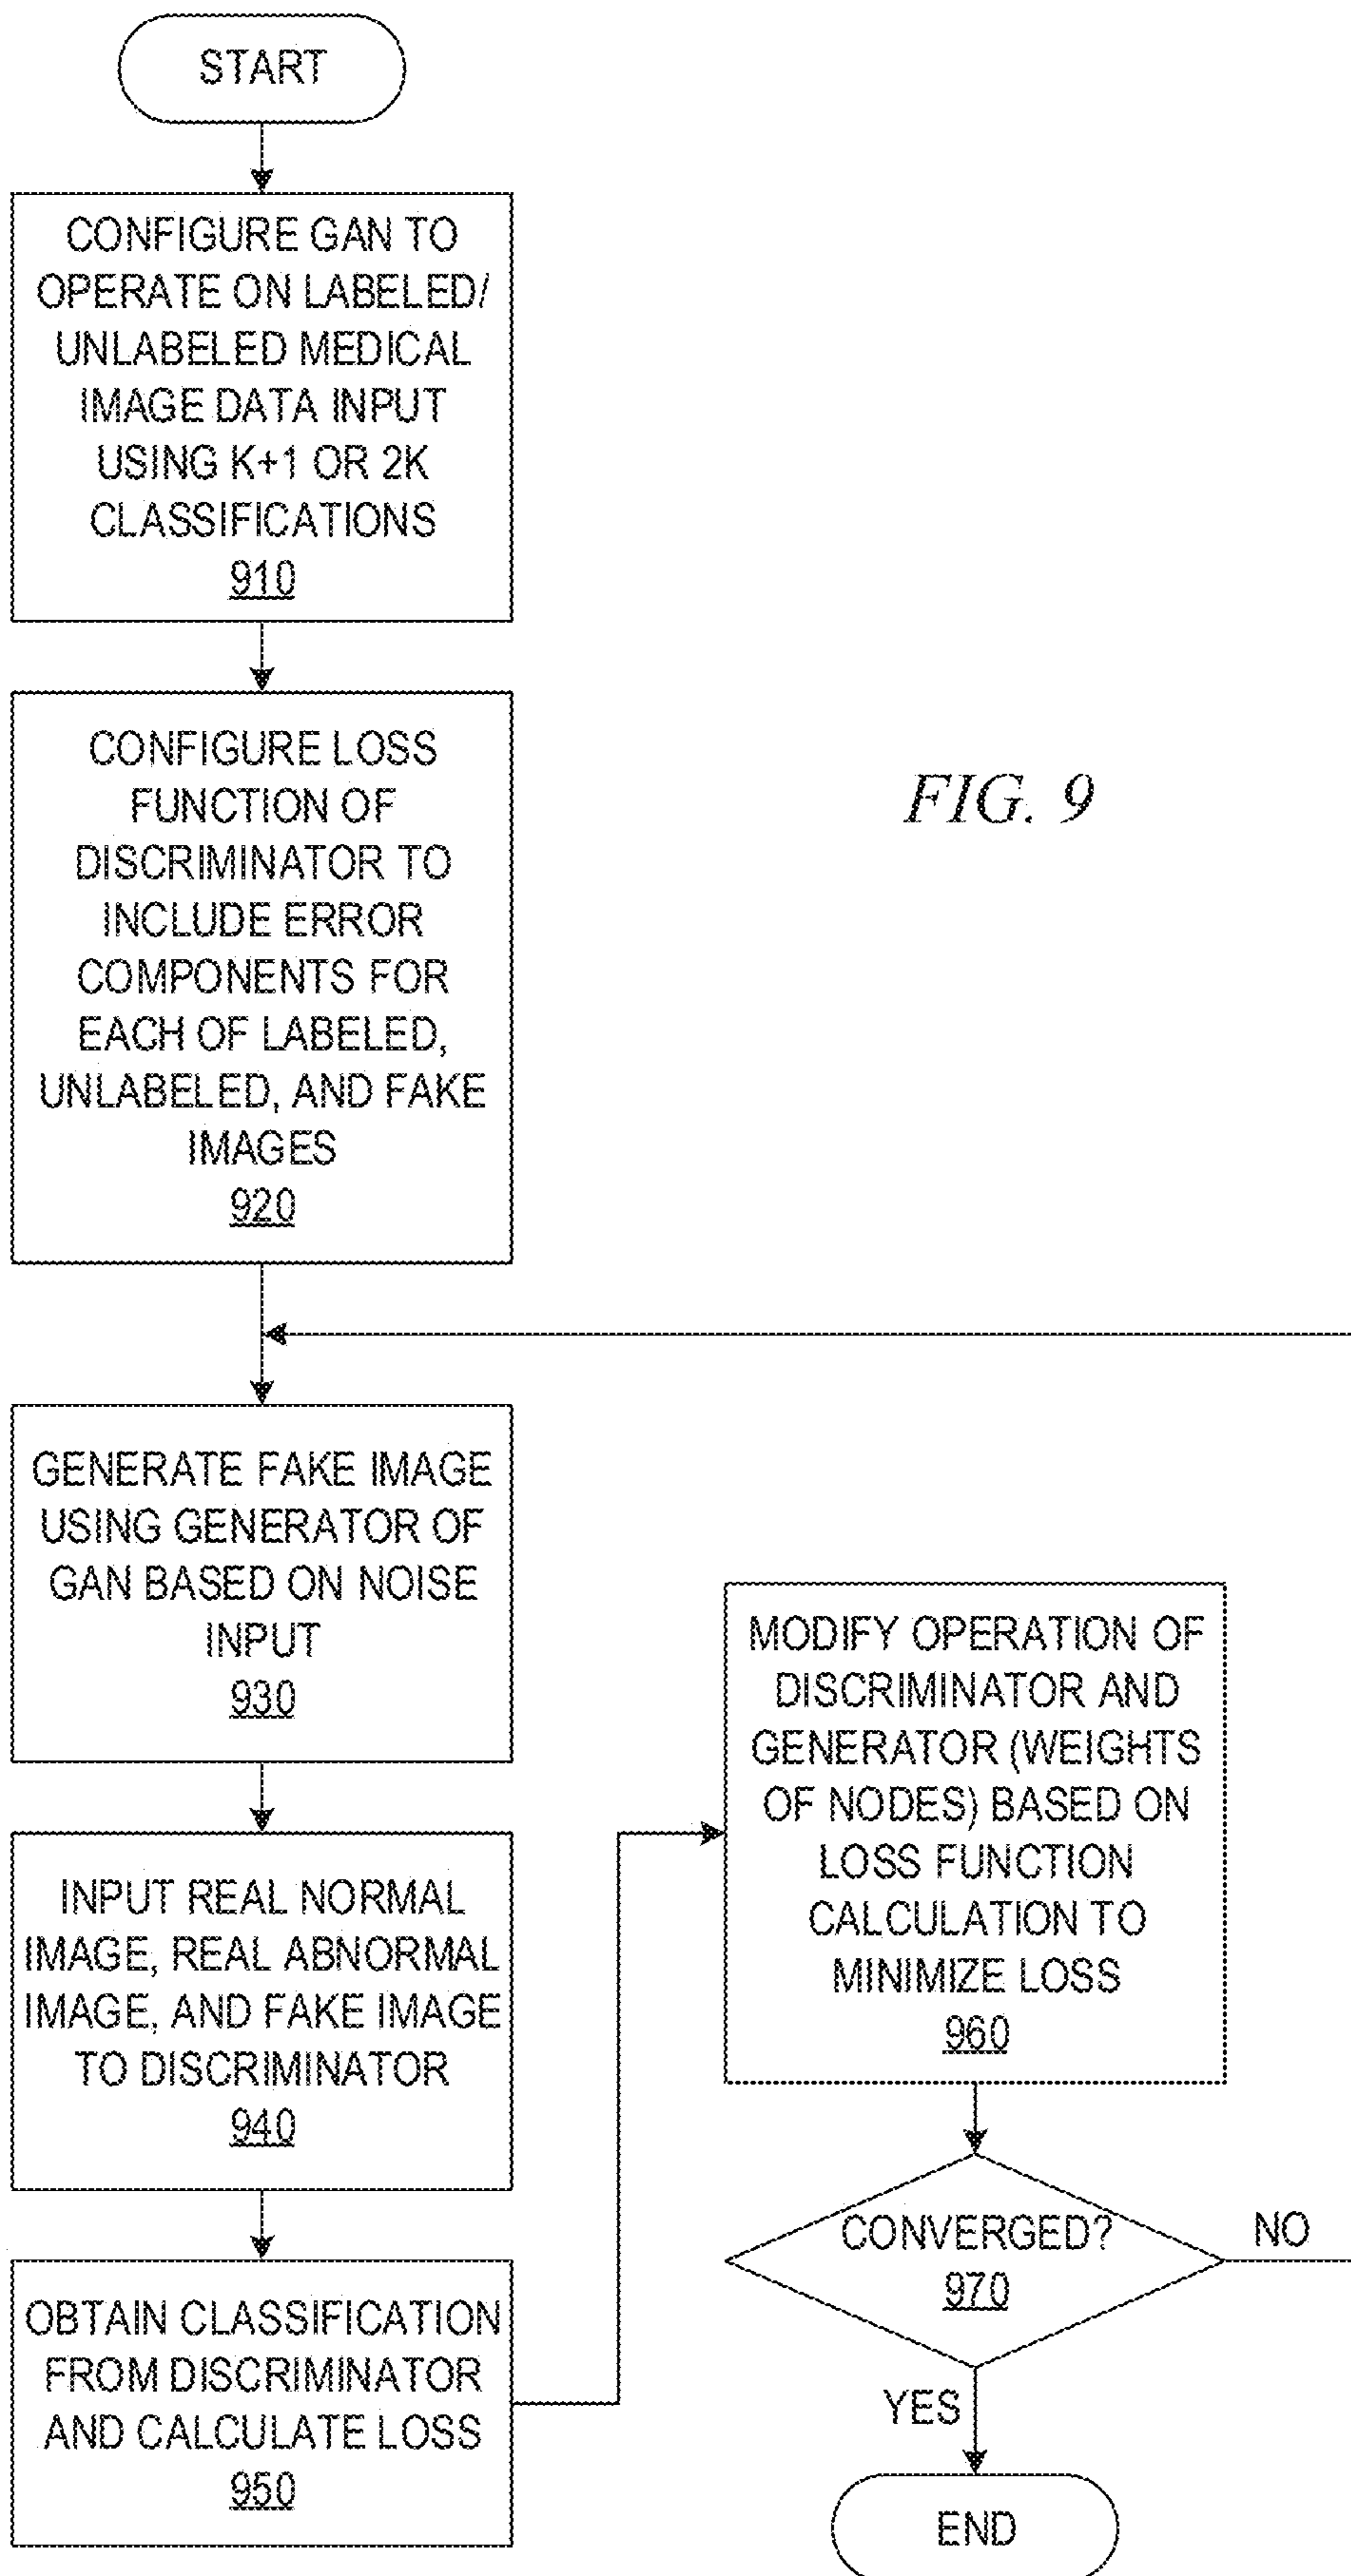 START
CONFIGURE GAN TO
OPERATE ON LABELED/
UNLABELED MEDICAL
IMAGE DATA INPUT
USING K+1 OR 2K
CLASSIFICATIONS
910
CONFIGURE LOSS
FUNCTION OF
DISCRIMINATOR TO
INCLUDE ERROR
COMPONENTS FOR
EACH OF LABELED,
UNLABELED, AND FAKE
IMAGES
920
FIG. 9
GENERATE FAKE IMAGE
USING GENERATOR OF
GAN BASED ON NOISE
INPUT
930
INPUT REAL NORMAL
IMAGE, REAL ABNORMAL
IMAGE, AND FAKE IMAGE
TO DISCRIMINATOR
940
OBTAIN CLASSIFICATION
FROM DISCRIMINATOR
AND CALCULATE LOSS
950
MODIFY OPERATION OF
DISCRIMINATOR AND
GENERATOR (WEIGHTS
OF NODES) BASED ON
LOSS FUNCTION
CALCULATION TO
MINIMIZE LOSS
960
CONVERGED?
970
NO
YES
END